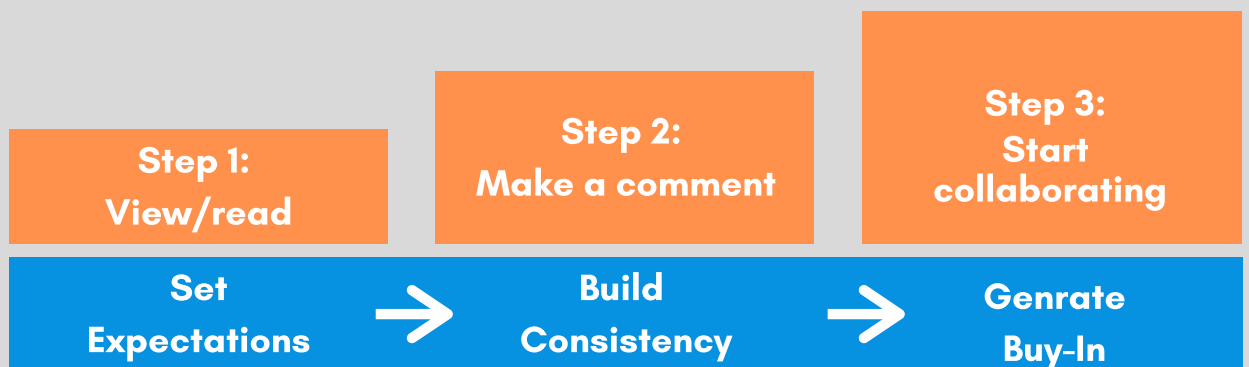 Step 1:
View/read
Step 2:
Make a comment
Step 3:
Start
collaborating
Set
Expectations
Build
Consistency
Genrate
Buy-In